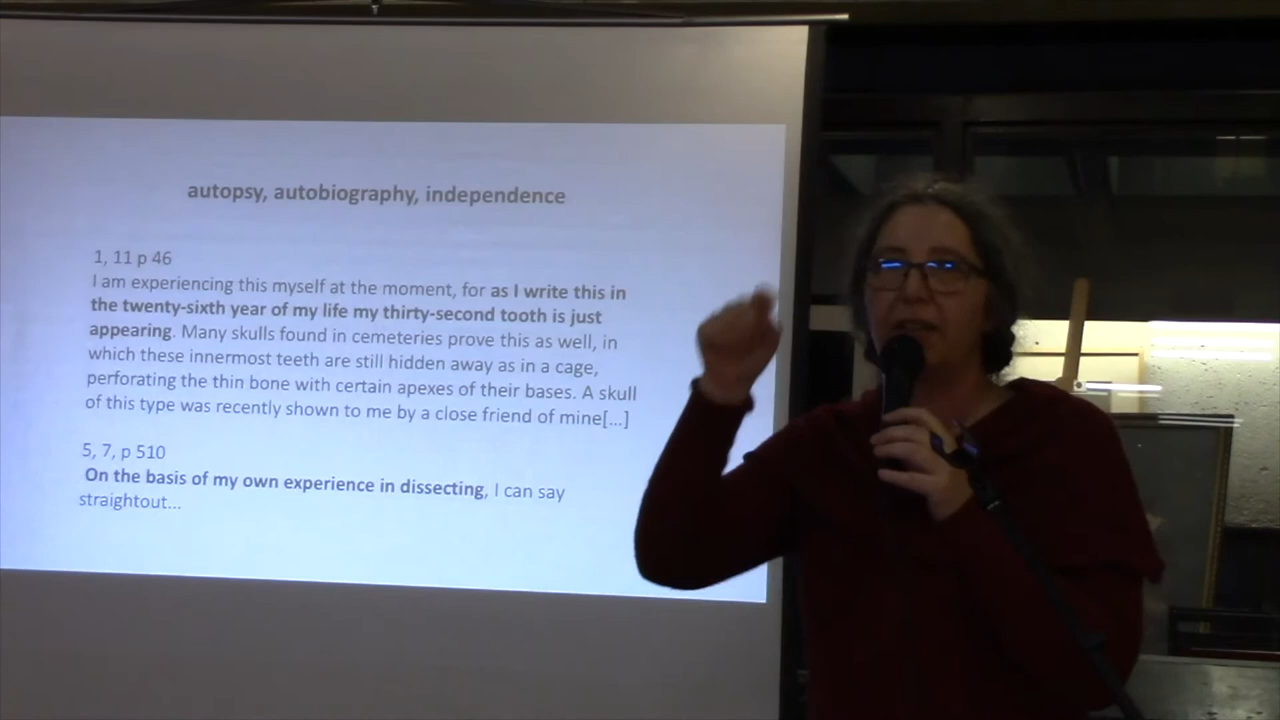 autopsy, autobiography, independence
1, 11 p 46
I am experiencing this myself at the moment, for as I write this in
the twenty-sixth year of my life my thirty-second tooth is just
appearing. Many skulls found in cemeteries prove this as well, in
which these innermost teeth are still hidden away as in a cage,
perforating the thin bone with certain apexes of their bases. A skull
of this type was recently shown to me by a close friend of mine[...]
5, 7, p 510
On the basis of my own experience in dissecting, I can say
straightout...